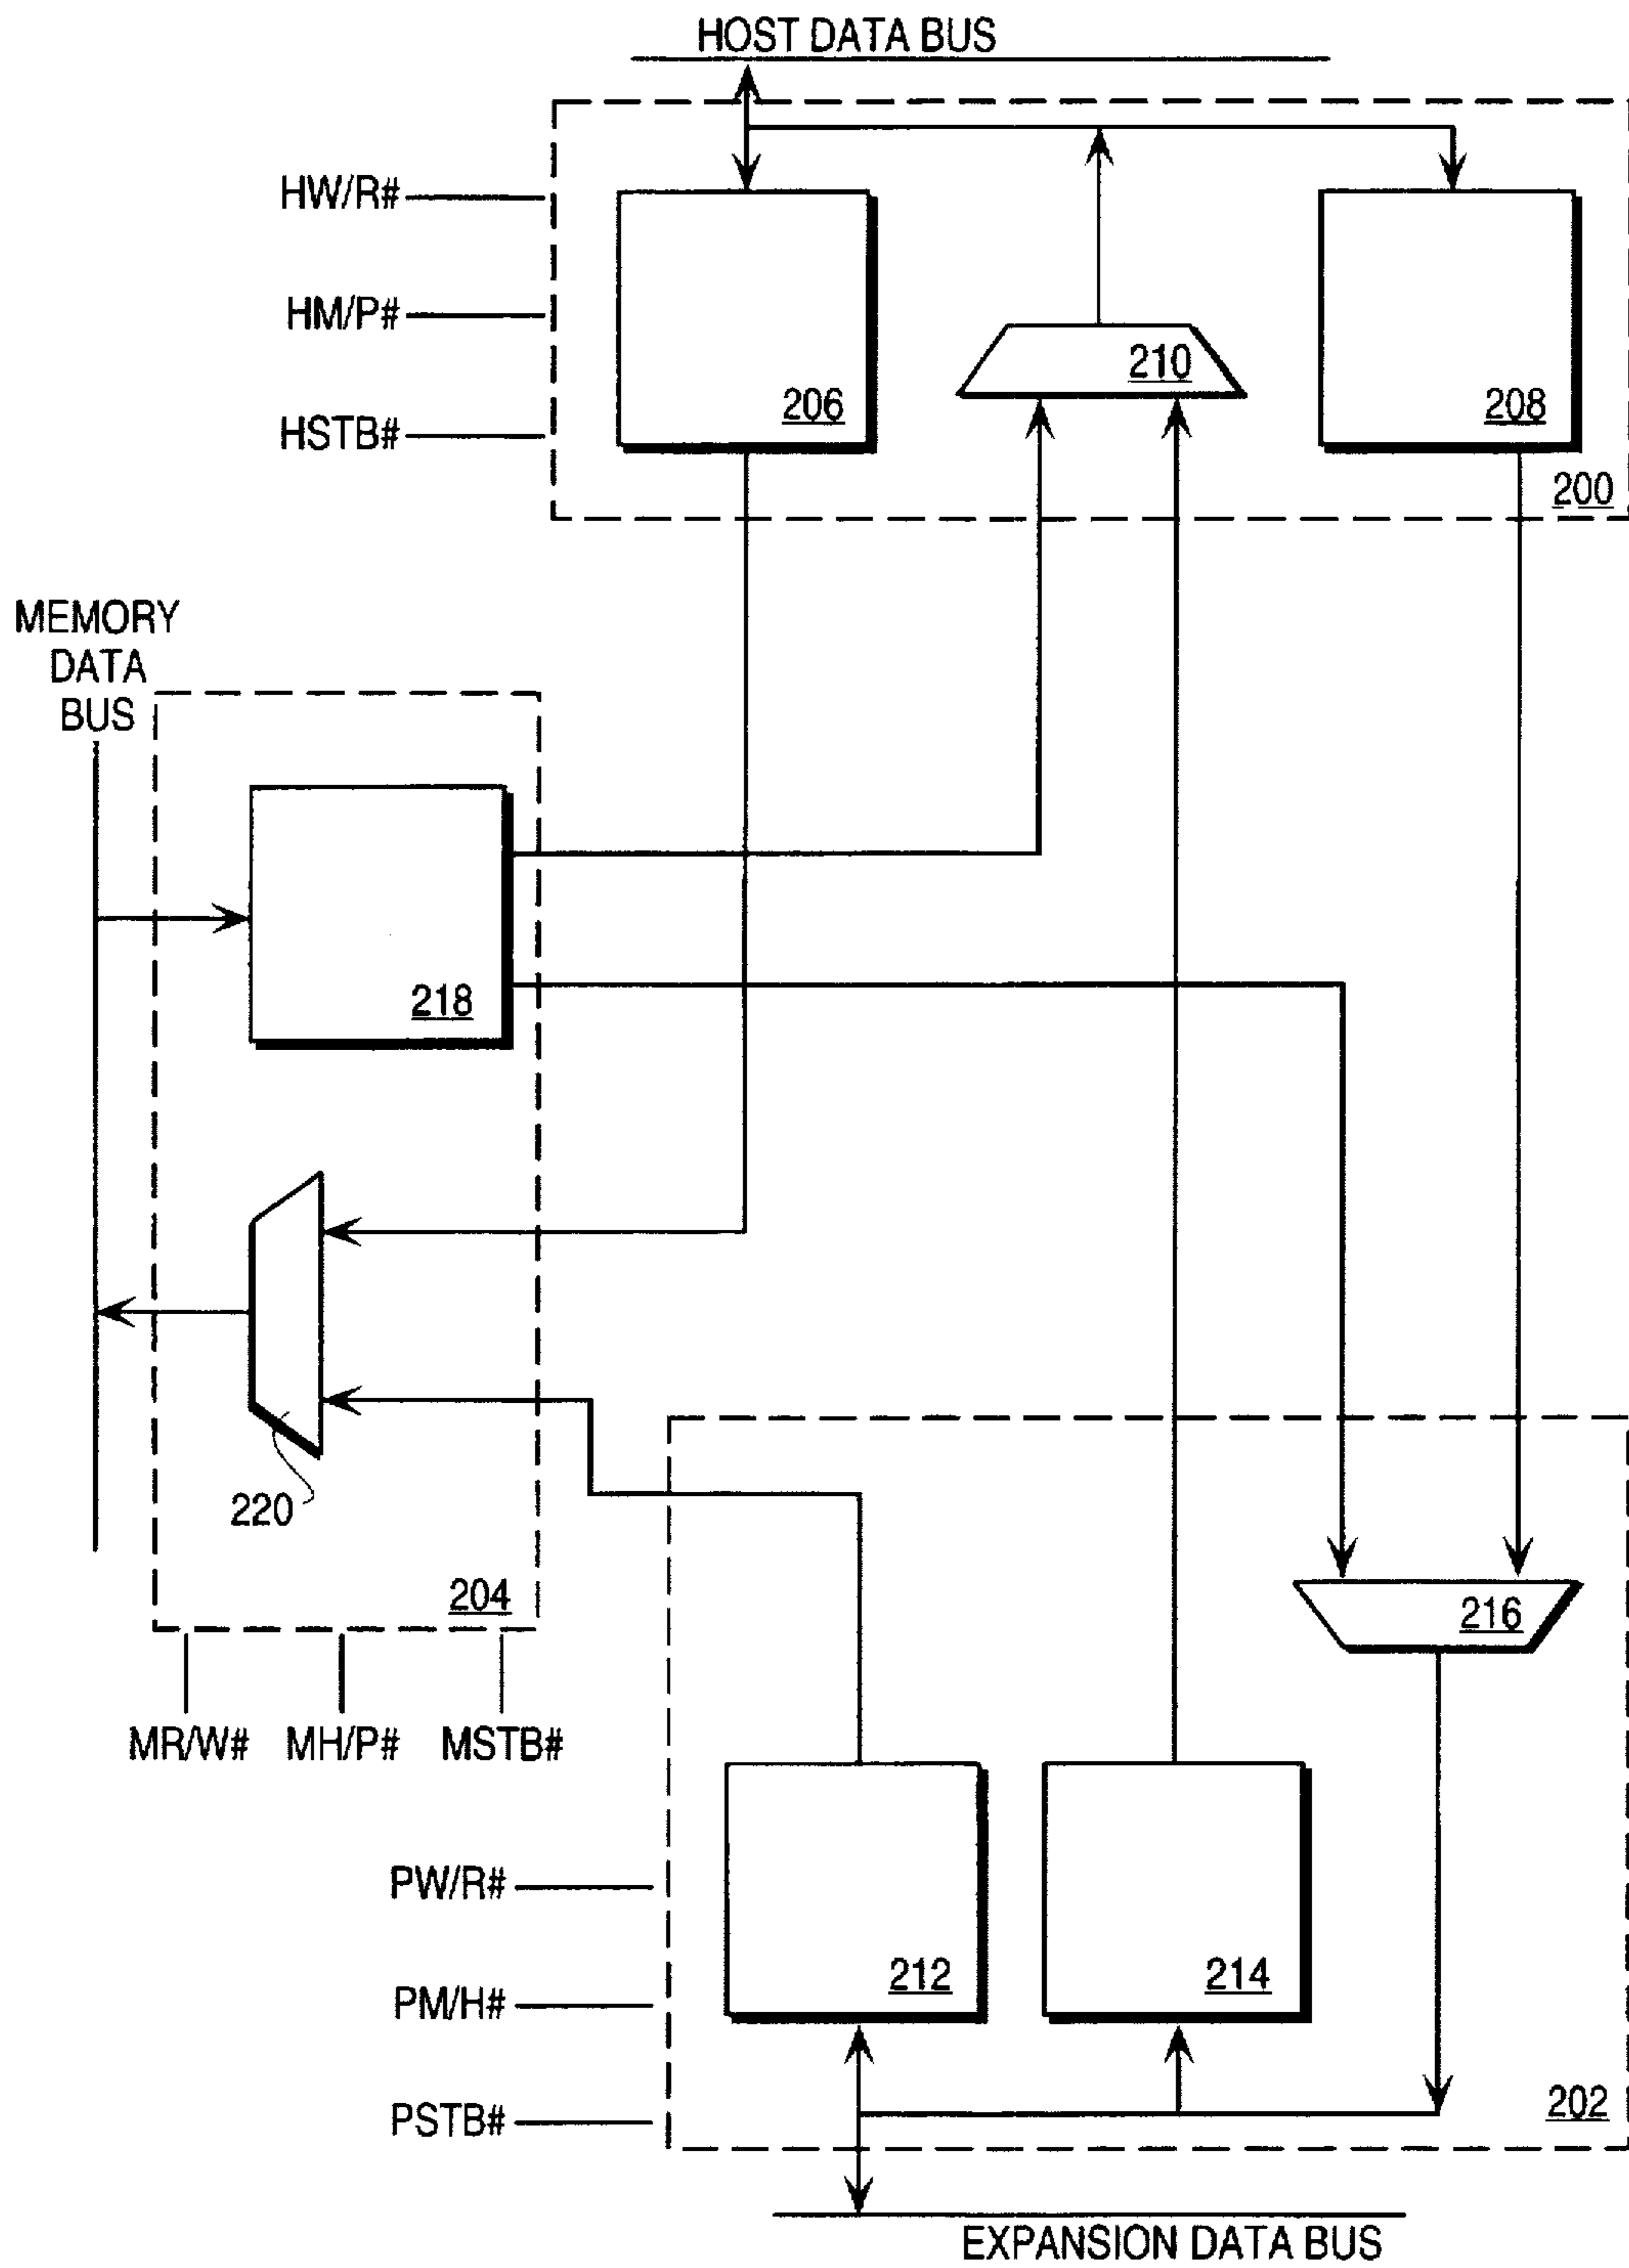 HOST DATA BUS
HW/R#
HM/P#
HSTB#
206
210
208
200
MEMORY
DATA
BUS
218
220
204
MR/W# MH/P# MSTB#
216
PW/R#
PM/H#
PSTB#
212
214
202
EXPANSION DATA BUS